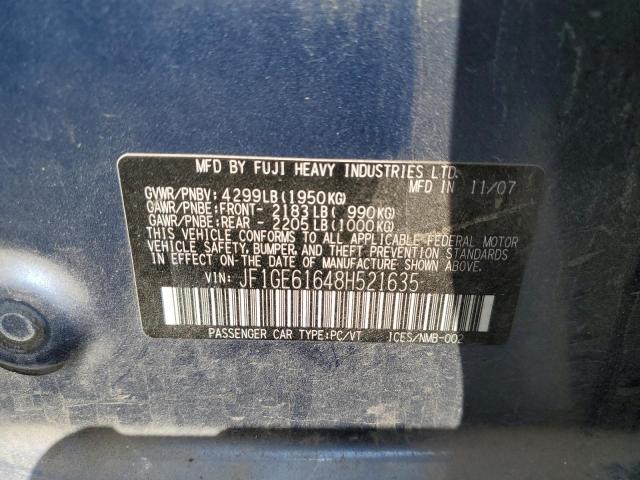 MFD BY FUJI HEAVY INDUSTRIES LTD.
MFD IN 11/07
GVWR/PNBV: 4299LB(1950KG)
GAWR/PNBE:FRONT- 2183LB( 990KG)
GAWR/PNBE:REAR - 2205LB(1000KG)
THIS VEHICLE CONFORMS TO ALL APPLICABLE-FEDERAL MOTOR
VEHICLE SAFETY, BUMPER, AND THEFT PREVENTION STANDARDS
IN EFFECT ON THE DATE OF MANUFACTURE SHOWN ABOVE.
VIN: JF1GE61648H521635
PASSENGER CAR TYPE:PC/VT ICES/NMB-002